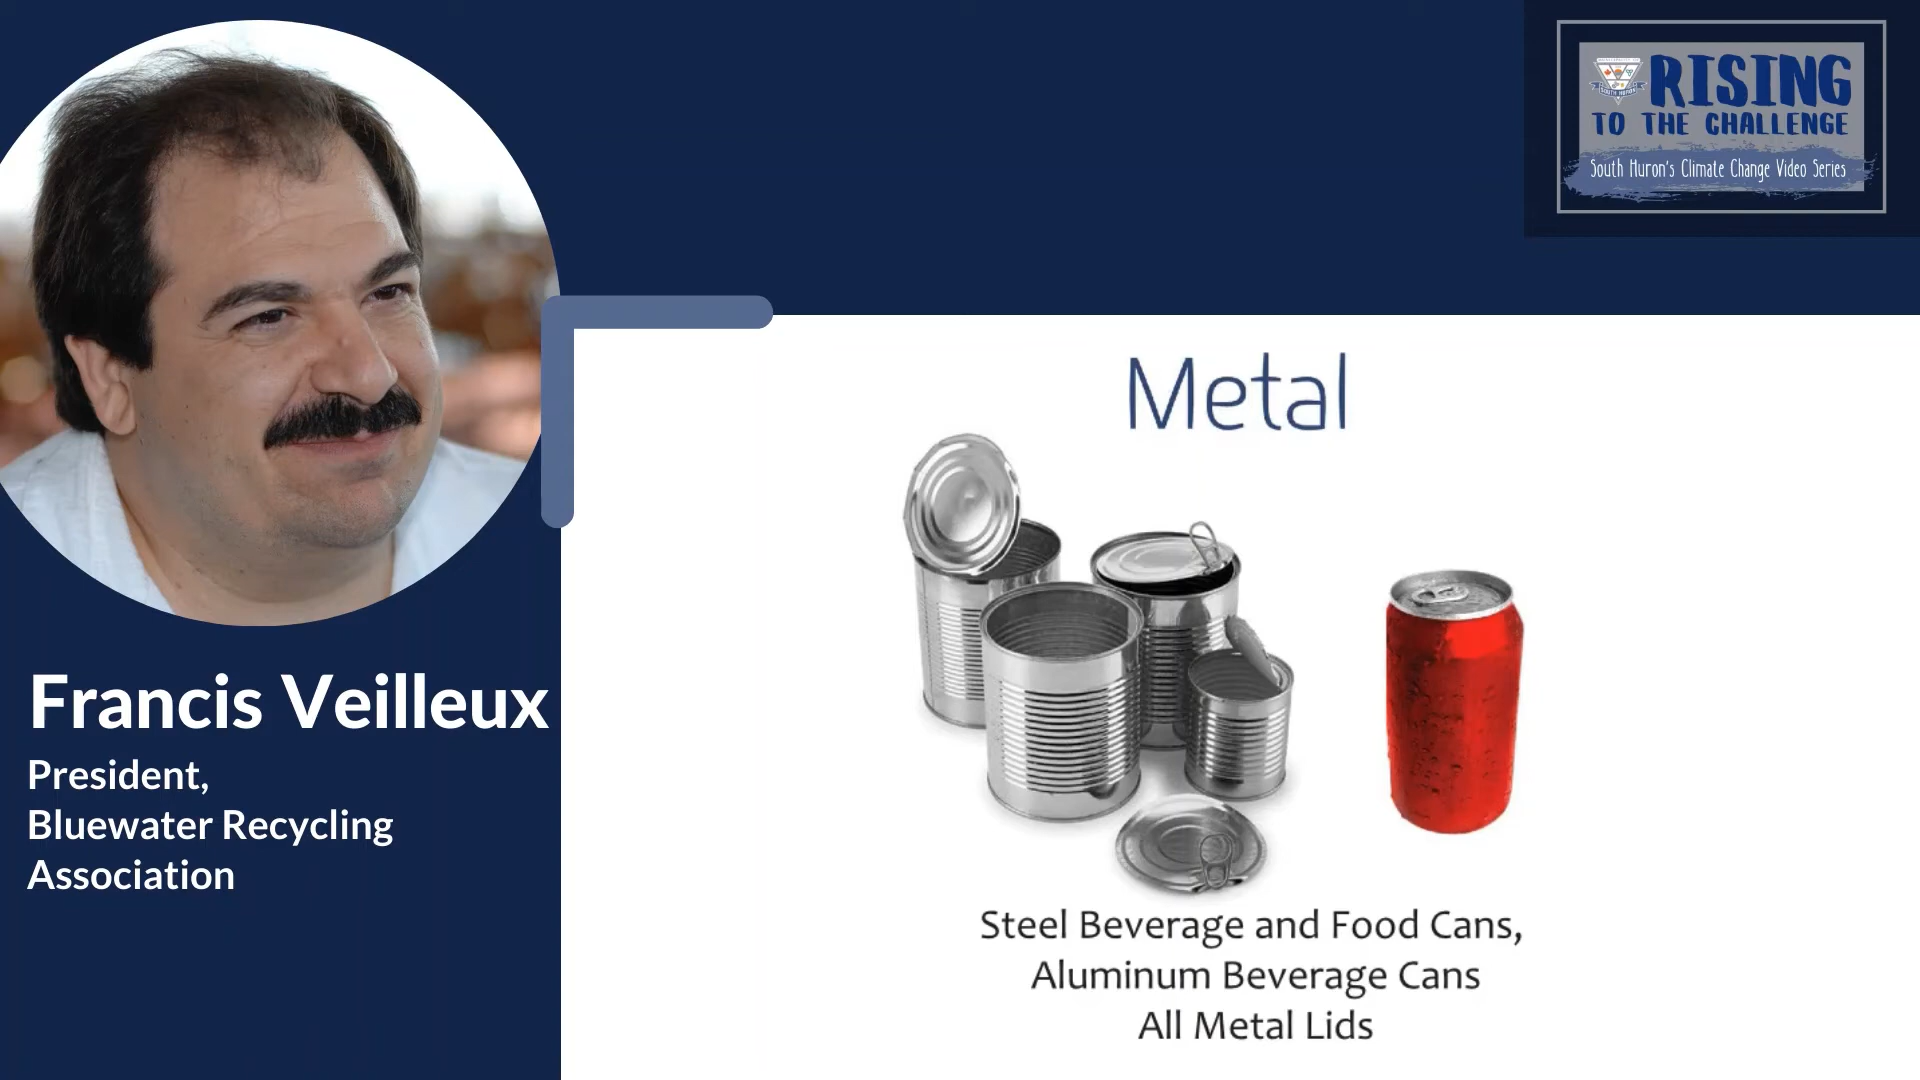 RISING
TO THE CHALLENGE
South Huron's Climate Change Video Series
Metal
Francis Veilleux
President,
Bluewater Recycling
Association
Steel Beverage and Food Cans,
Aluminum Beverage Cans
All Metal Lids